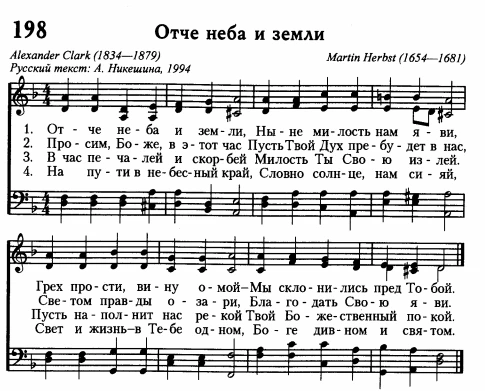 198
Отче неба и земли
Alexander Clark (1834—1879)
Martin Herbst (1654—1681)
Русский текст: А. Никешина, 1994
1. От - че не - ба и зем - ли, Ны - не ми - лость нам я - ви,
2. Про - сим, Бо - же, в э - тот час Пусть Твой Дух пре - бу - дет в нас,
3. В час пе - ча - лей и скор - бей Милость Ты Сво - ю из - лей.
4. На пу - ти в не - бес - ный край, Словно солн - це, нам си - яй,
Грех про - сти, ви - ну о - мой—Мы скло - ни - лись пред То - бой.
Све - том прав - ды о - за - ри, Бла - го - дать Сво - ю я - ви.
Пусть на - пол - нит нас ре - кой Твой Бо - жественный по - кой.
Свет и жизнь—в Те - бе од - ном, Бо - ге див - ном и свя - том.